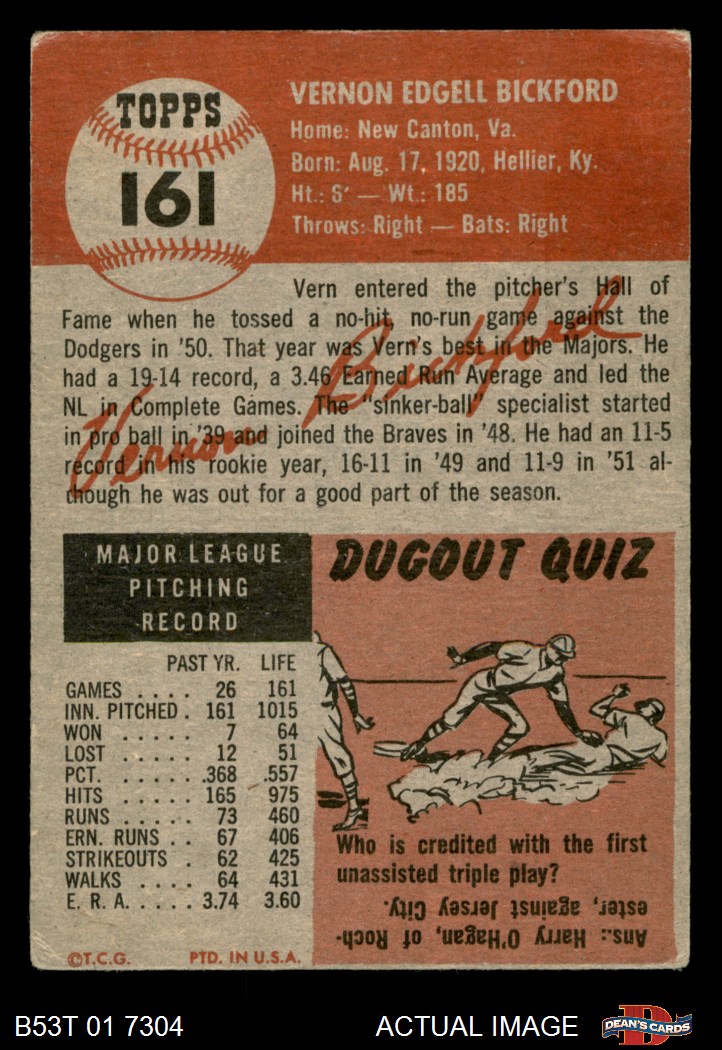 TOPPS
161
VERNON EDGELL BICKFORD
Home: New Canton, Va.
Born: Aug. 17, 1920, Hellier, Ky.
Ht.: 5' — Wt.: 185
Throws: Right — Bats: Right
Vern entered the pitcher's Hall of
Fame when he tossed a no-hit, no-run game against the
Dodgers in '50. That year was Vern's best in the Majors. He
had a 19-14 record, a 3.46 Earned Run Average and led the
NL in Complete Games. The "sinker-ball" specialist started
in pro ball in '39 and joined the Braves in '48. He had an 11-5
record in his rookie year, 16-11 in '49 and 11-9 in '51 al-
though he was out for a good part of the season.
Vernon Bickford
MAJOR LEAGUE
PITCHING
RECORD
PAST YR. LIFE
GAMES . . . . 26 161
INN. PITCHED . 161 1015
WON . . . . . 7 64
LOST . . . . . 12 51
PCT. . . . . . .368 .557
HITS . . . . . 165 975
RUNS . . . . . 73 460
ERN. RUNS . . 67 406
STRIKEOUTS . 62 425
WALKS . . . . 64 431
E. R. A. . . . . . 3.74 3.60
©T.C.G. PTD. IN U.S.A.
DUGOUT QUIZ
Who is credited with the first
unassisted triple play?
Ans.: Harry O'Hagan, of Roch-
ester, against Jersey City.
B53T 01 7304
ACTUAL IMAGE
D
DEAN'S CARDS